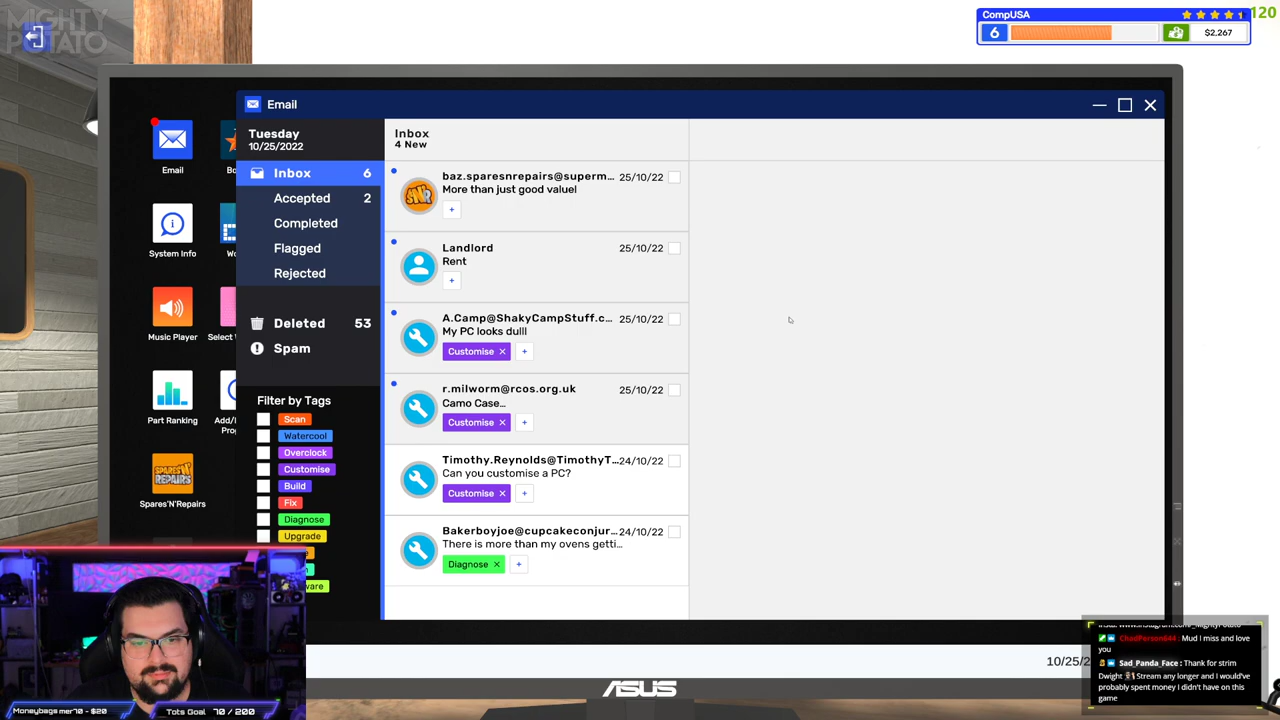 MIGHTY
POTATO
CompUSA
120
6
$2,267
Email
Tuesday
10/25/2022
Inbox 6
Accepted 2
Completed
Flagged
Rejected
Deleted 53
Spam
Filter by Tags
Scan
Watercool
Overclock
Customise
Build
Fix
Diagnose
Upgrade
Email
System Info
Music Player
Select
Part Ranking
Add/
Prog
Spares'N'Repairs
Inbox
4 New
baz.sparesnrepairs@superm... 25/10/22
More than just good value!
+
Landlord 25/10/22
Rent
+
A.Camp@ShakyCampStuff.c... 25/10/22
My PC looks dull!
Customise × +
r.milworm@rcos.org.uk 25/10/22
Camo Case...
Customise × +
Timothy.Reynolds@TimothyT... 24/10/22
Can you customise a PC?
Customise × +
Bakerboyjoe@cupcakeconjur... 24/10/22
There is more than my ovens getti...
Diagnose × +
10/25/2
ASUS
Moneybags mer70 - $20
Tots Goal 70 / 200
ChadPerson644 : Mud I miss and love
you
Sad_Panda_Face : Thank for strim
Dwight Stream any longer and I would've
probably spent money I didn't have on this
game